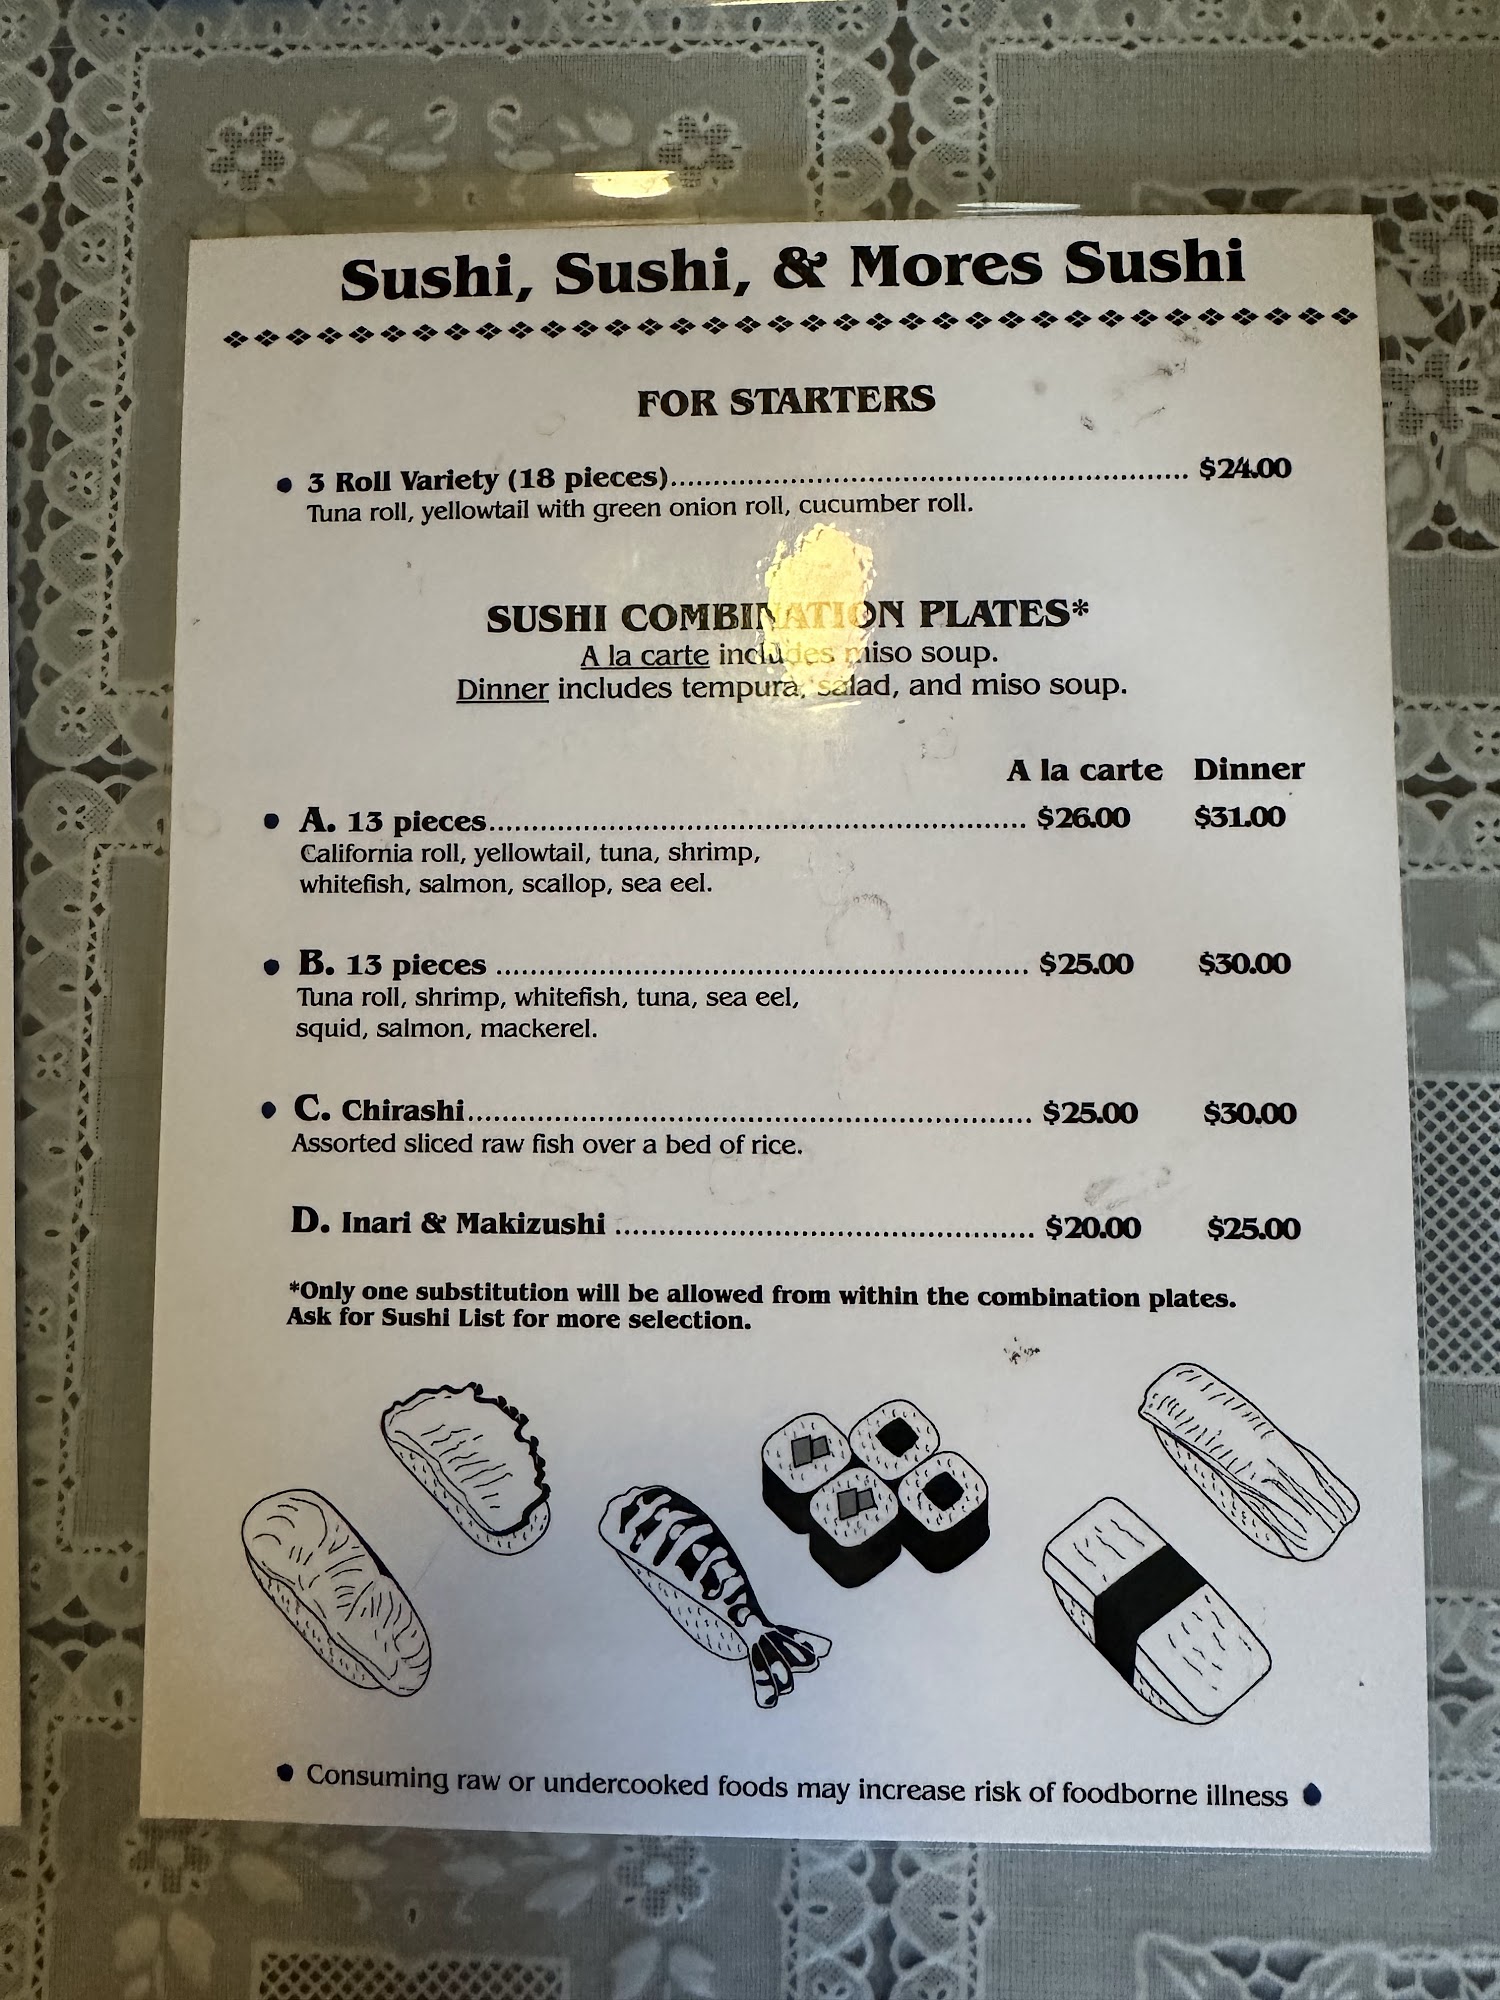 Sushi, Sushi, & Mores Sushi
FOR STARTERS
• 3 Roll Variety (18 pieces)................................................................ $24.00
Tuna roll, yellowtail with green onion roll, cucumber roll.
SUSHI COMBINATION PLATES*
A la carte includes miso soup.
Dinner includes tempura, salad, and miso soup.
A la carte Dinner
• A. 13 pieces.................................................................... $26.00 $31.00
California roll, yellowtail, tuna, shrimp,
whitefish, salmon, scallop, sea eel.
• B. 13 pieces .................................................................... $25.00 $30.00
Tuna roll, shrimp, whitefish, tuna, sea eel,
squid, salmon, mackerel.
• C. Chirashi....................................................................... $25.00 $30.00
Assorted sliced raw fish over a bed of rice.
D. Inari & Makizushi ..................................................... $20.00 $25.00
*Only one substitution will be allowed from within the combination plates.
Ask for Sushi List for more selection.
• Consuming raw or undercooked foods may increase risk of foodborne illness •